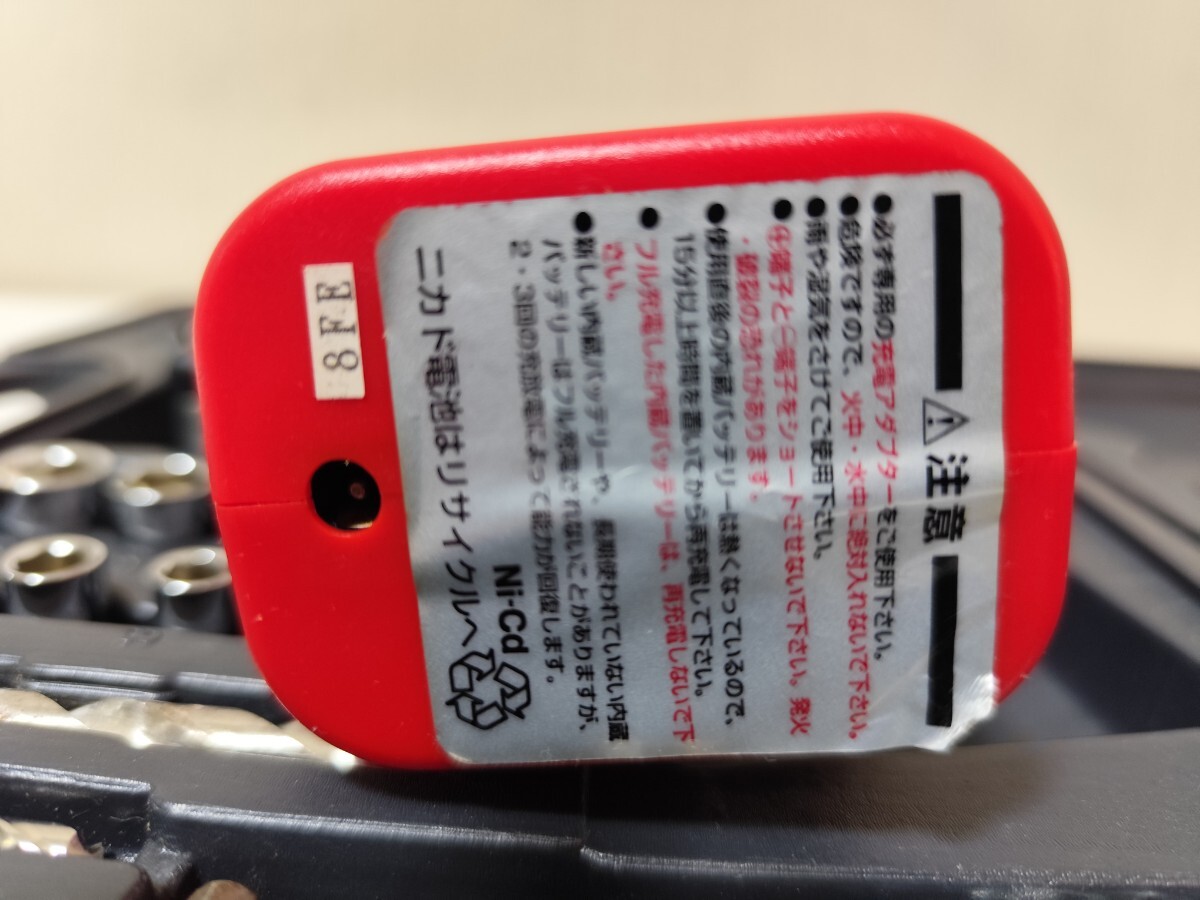 ⚠注意
●必ず専用の充電アダプターをご使用下さい。
●危険ですので、火中・水中に絶対入れないで下さい。
●雨や湿気をさけてご使用下さい。
●⊕端子と⊖端子をショートさせないで下さい。発火
・破裂の恐れがあります。
●使用直後の内蔵バッテリーは熱くなっているので、
15分以上時間を置いてから再充電して下さい。
●フル充電した内蔵バッテリーは、再充電しないで下
さい。
●新しい内蔵バッテリーや、長期使われていない内蔵
バッテリーはフル充電されないことがありますが、
2・3回の充放電によって能力が回復します。
Ni-Cd
ニカド電池はリサイクルへ
8FE